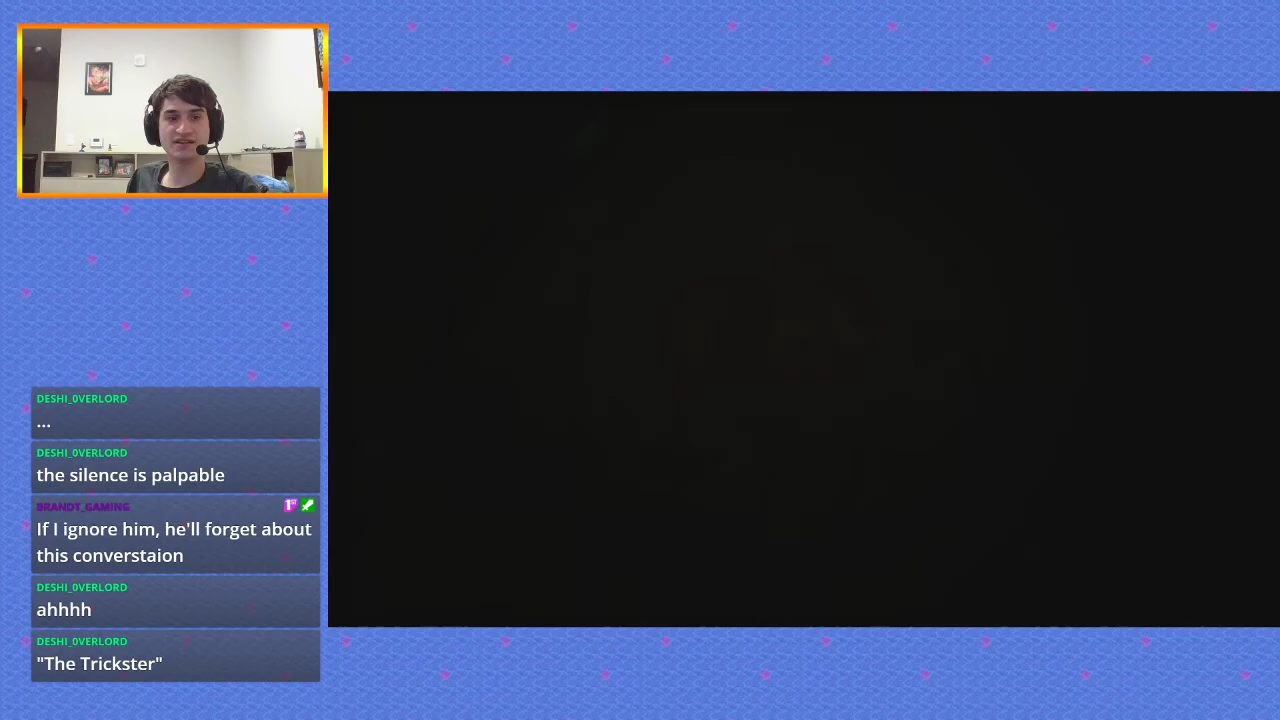 DESHI_0VERLORD
...
DESHI_0VERLORD
the silence is palpable
BRANDT_GAMING
1ST
If I ignore him, he'll forget about
this converstaion
DESHI_0VERLORD
ahhhh
DESHI_0VERLORD
"The Trickster"